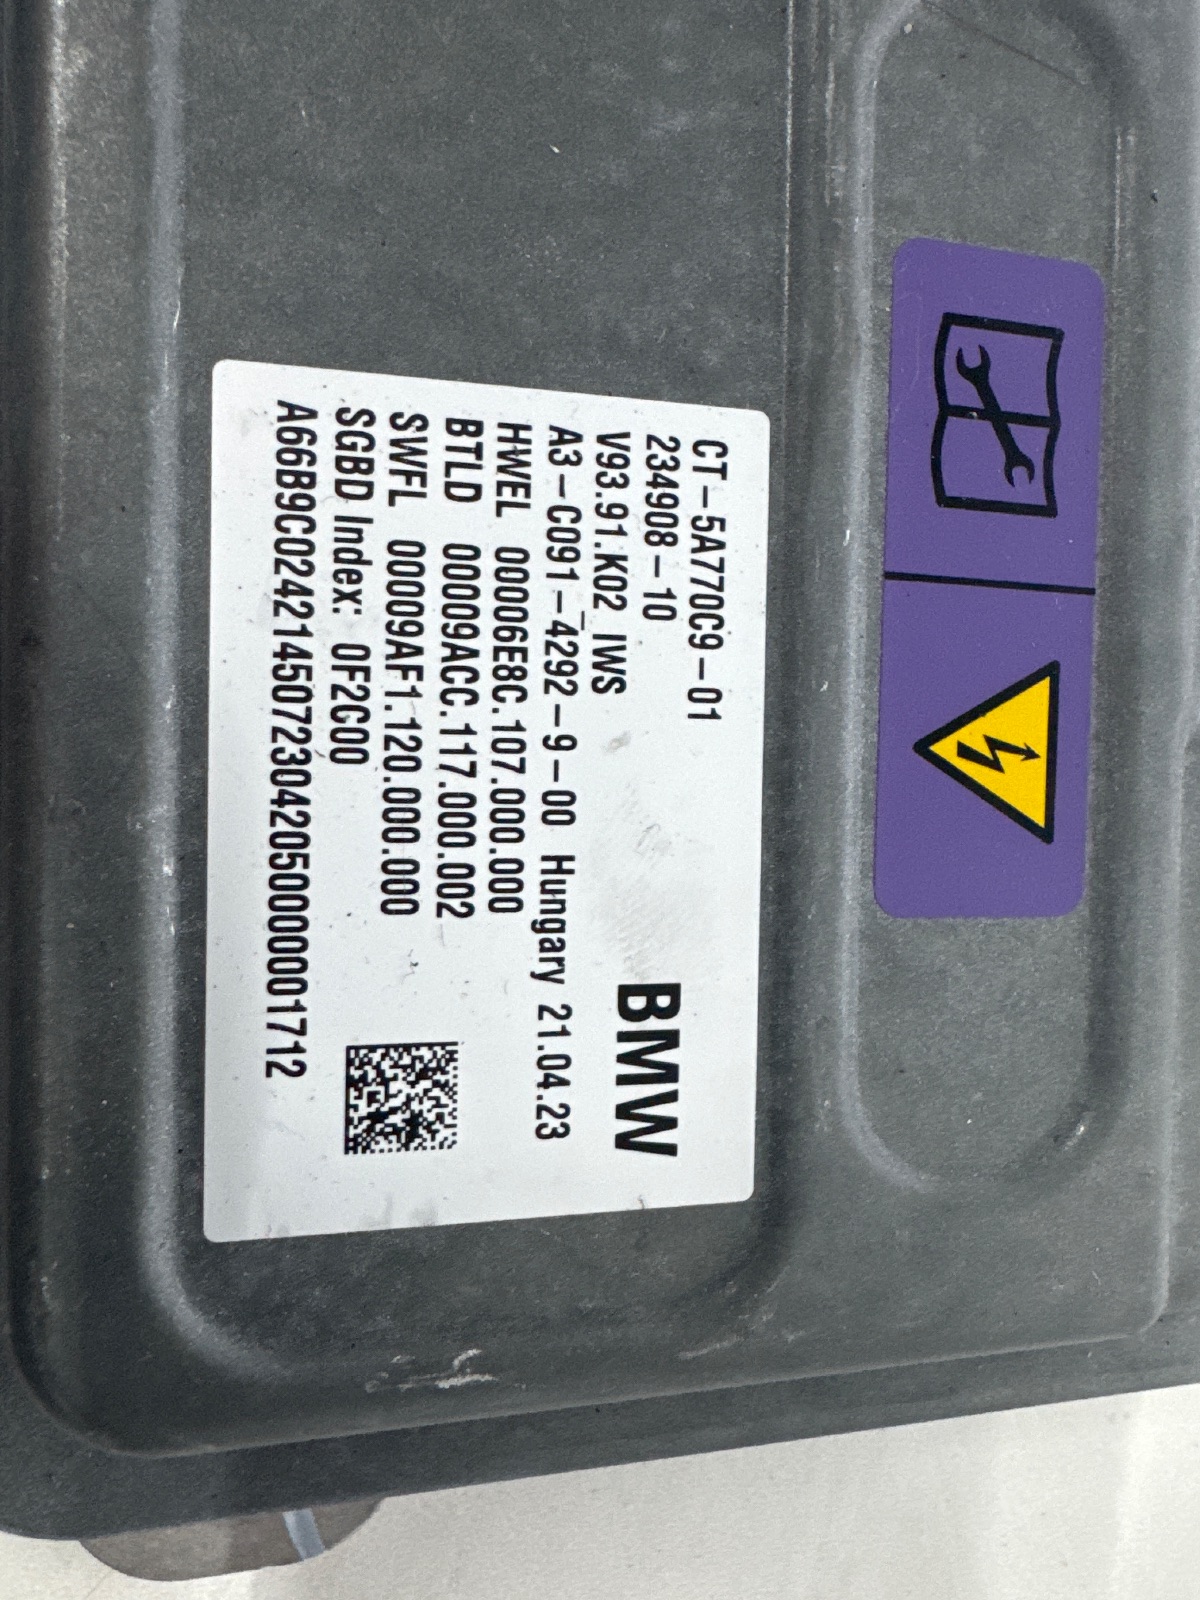 CT-5A770C9-01
234908-10
V93.91.K02 IWS BMW
A3-C091-4292-9-00 Hungary 21.04.23
HWEL 00006E8C.107.000.000
BTLD 00009ACC.117.000.002
SWFL 00009AF1.120.000.000
SGBD Index: 0F2C00
A66B9C02421450723042050000001712